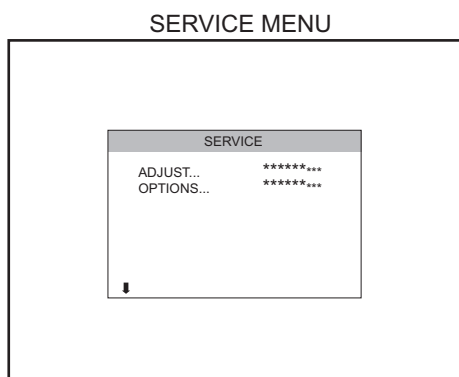 SERVICE MENU
SERVICE
ADJUST... *********
OPTIONS... *********